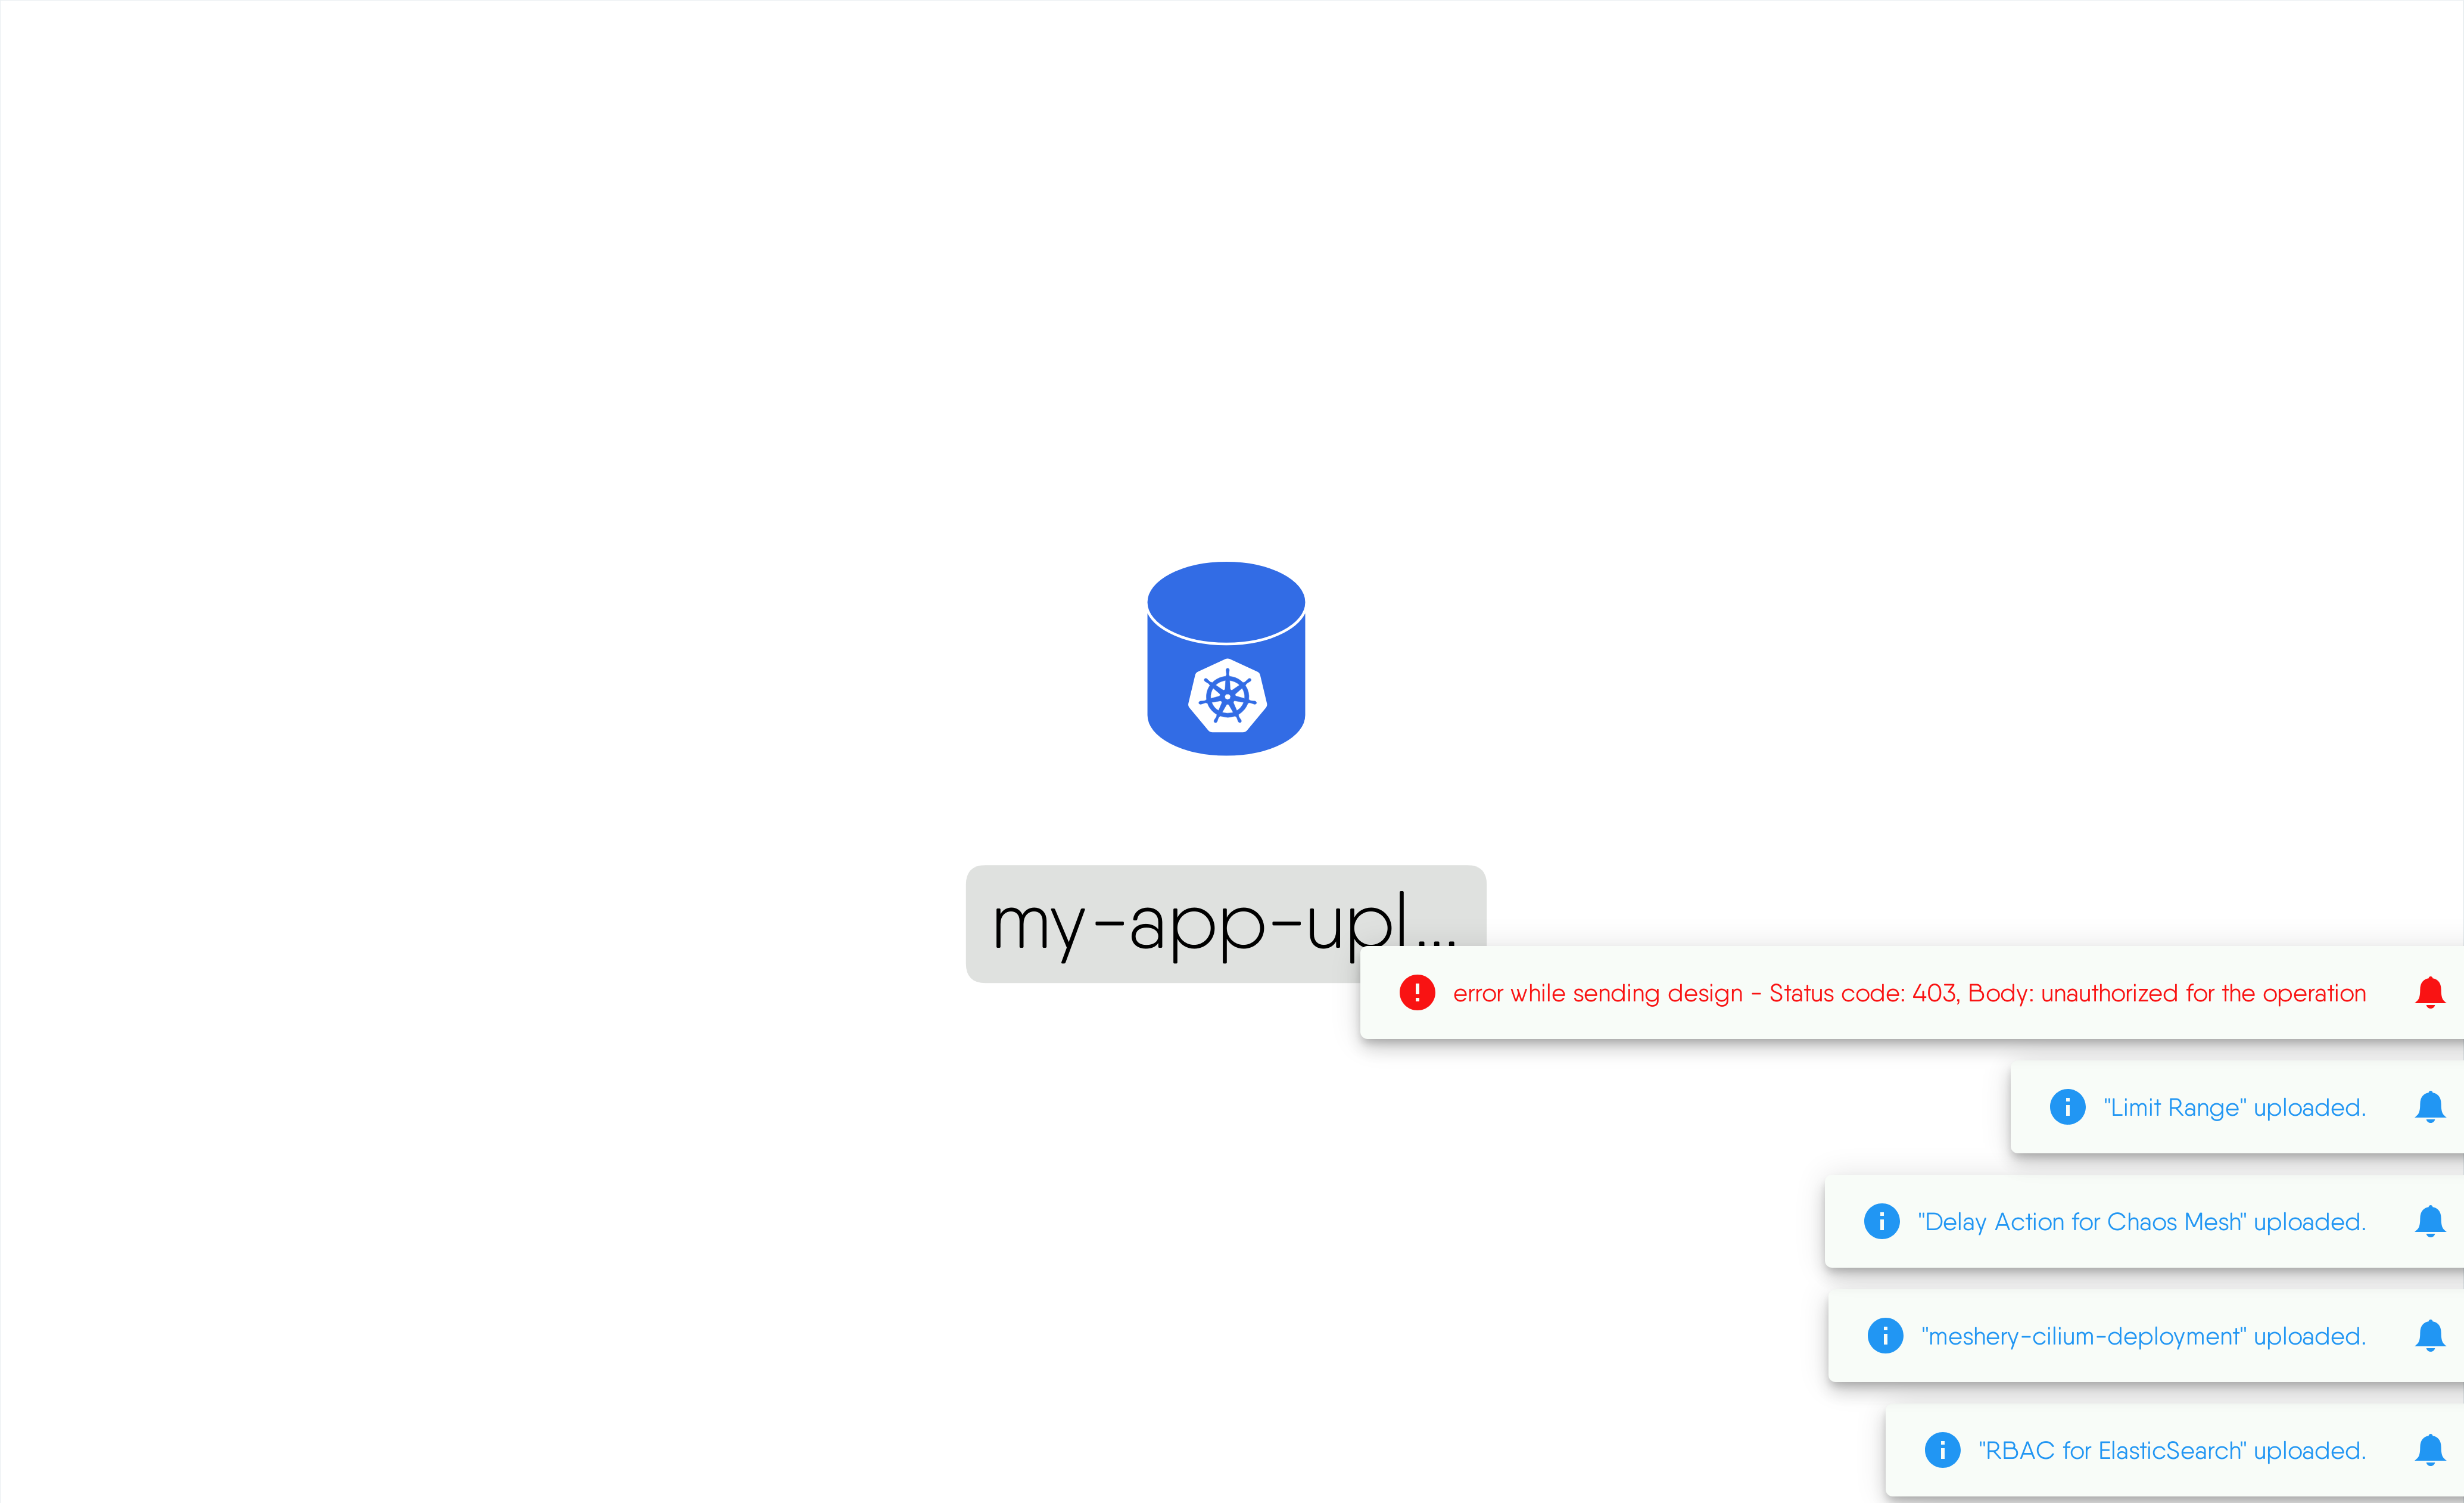 my-app-upl...
error while sending design - Status code: 403, Body: unauthorized for the operation
"Limit Range" uploaded.
"Delay Action for Chaos Mesh" uploaded.
"meshery-cilium-deployment" uploaded.
"RBAC for ElasticSearch" uploaded.